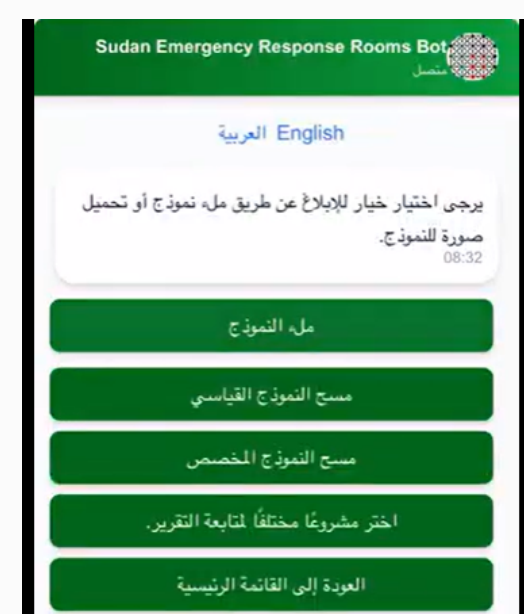 Sudan Emergency Response Rooms Bot
متصل
English العربية
يرجى اختيار خيار للإبلاغ عن طريق ملء نموذج أو تحميل
صورة للنموذج.
08:32
ملء النموذج
مسح النموذج القياسي
مسح النموذج المخصص
اختر مشروعًا مختلفًا لمتابعة التقرير.
العودة إلى القائمة الرئيسية